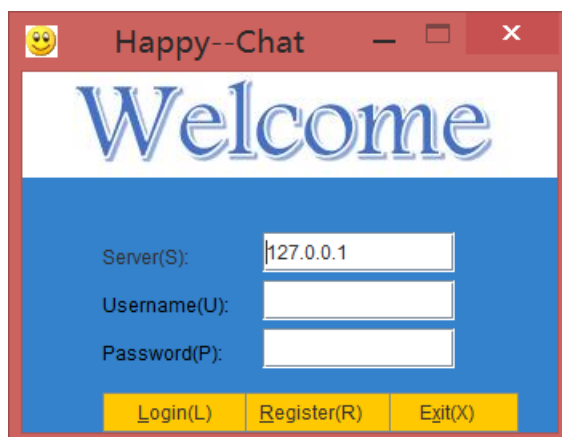 Happy--Chat
Welcome
Server(S): 127.0.0.1
Username(U):
Password(P):
Login(L) Register(R) Exit(X)